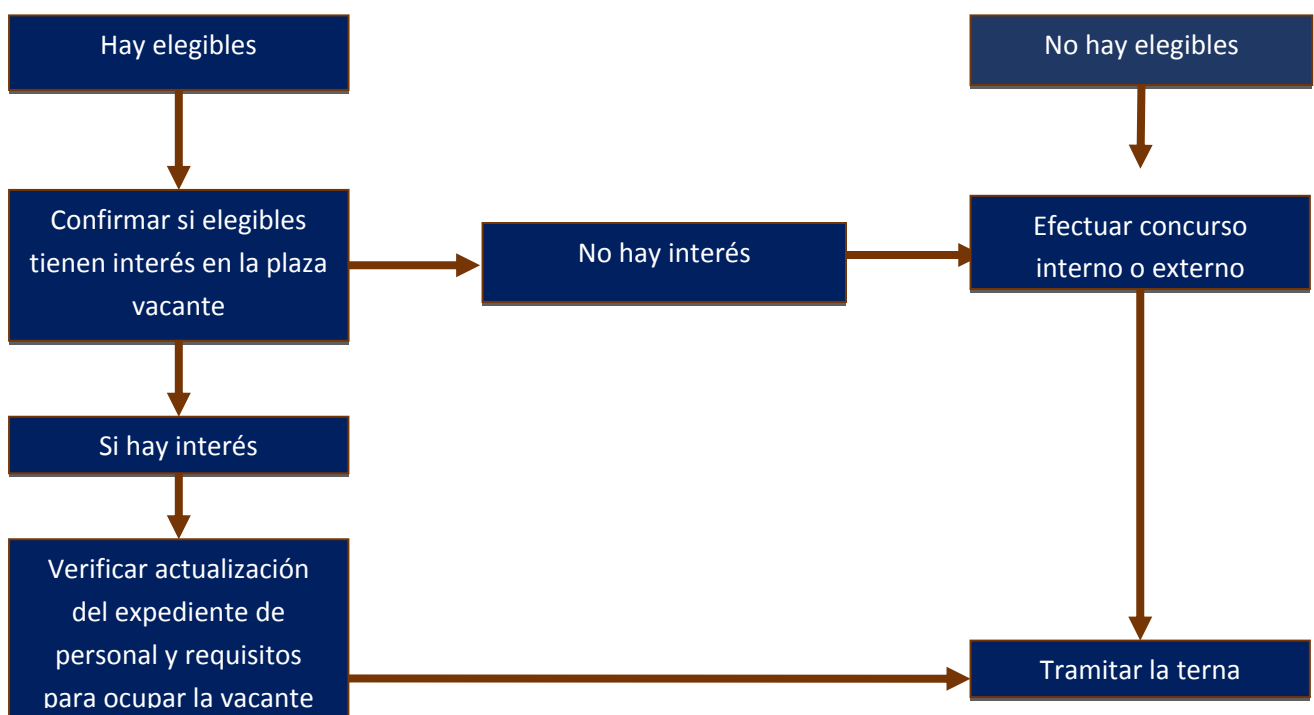 Hay elegibles
No hay elegibles
Confirmar si elegibles
tienen interés en la plaza
vacante
No hay interés
Efectuar concurso
interno o externo
Si hay interés
Verificar actualización
del expediente de
personal y requisitos
para ocupar la vacante
Tramitar la terna